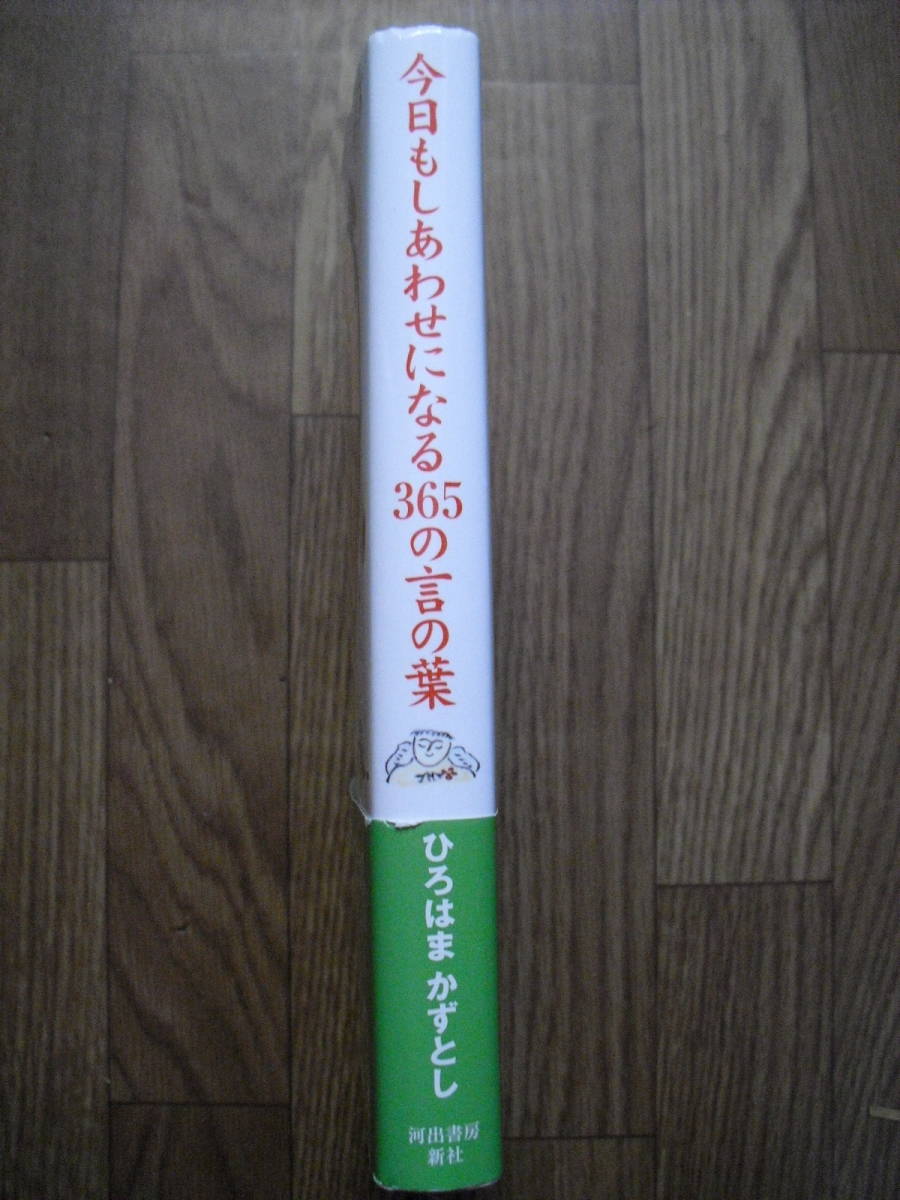 今日もしあわせになる365の言の葉
ひろはま かずとし
河出書房
新社